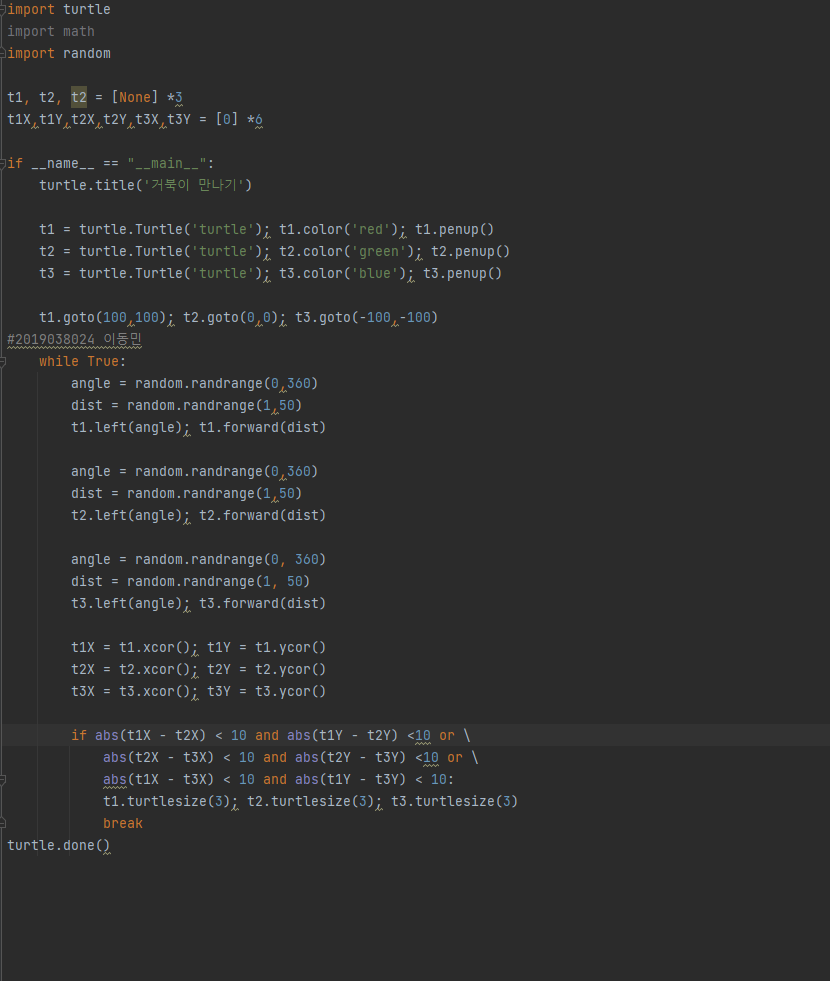 import turtle
import math
import random
t1, t2, t2 = [None] *3
t1X,t1Y,t2X,t2Y,t3X,t3Y = [0] *6
if __name__ == "__main__":
    turtle.title('거북이 만나기')
    t1 = turtle.Turtle('turtle'); t1.color('red'); t1.penup()
    t2 = turtle.Turtle('turtle'); t2.color('green'); t2.penup()
    t3 = turtle.Turtle('turtle'); t3.color('blue'); t3.penup()
    t1.goto(100,100); t2.goto(0,0); t3.goto(-100,-100)
#2019038024 이동민
    while True:
        angle = random.randrange(0,360)
        dist = random.randrange(1,50)
        t1.left(angle); t1.forward(dist)
        angle = random.randrange(0,360)
        dist = random.randrange(1,50)
        t2.left(angle); t2.forward(dist)
        angle = random.randrange(0, 360)
        dist = random.randrange(1, 50)
        t3.left(angle); t3.forward(dist)
        t1X = t1.xcor(); t1Y = t1.ycor()
        t2X = t2.xcor(); t2Y = t2.ycor()
        t3X = t3.xcor(); t3Y = t3.ycor()
        if abs(t1X - t2X) < 10 and abs(t1Y - t2Y) <10 or \
            abs(t2X - t3X) < 10 and abs(t2Y - t3Y) <10 or \
            abs(t1X - t3X) < 10 and abs(t1Y - t3Y) < 10:
            t1.turtlesize(3); t2.turtlesize(3); t3.turtlesize(3)
            break
turtle.done()